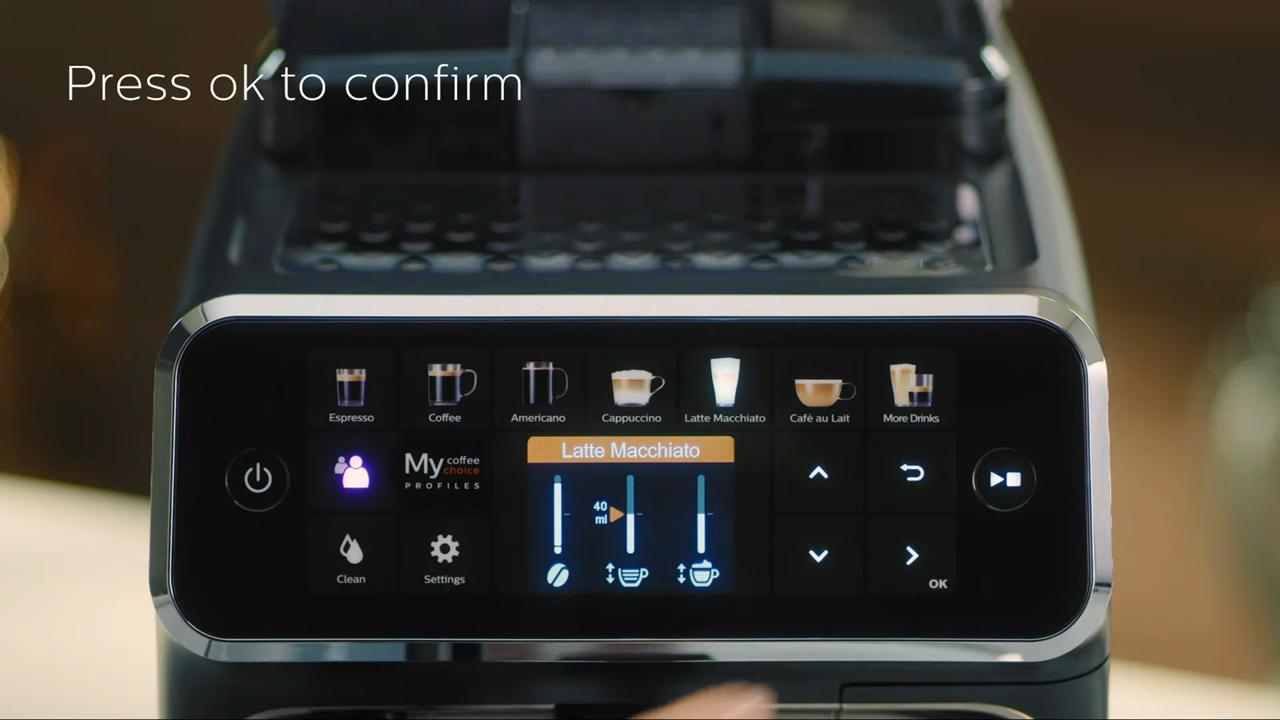 Press ok to confirm
Espresso
Coffee
Americano
Cappuccino
Latte Macchiato
Café au Lait
More Drinks
My coffee choice
PROFILES
Latte Macchiato
40
ml
Clean
Settings
OK